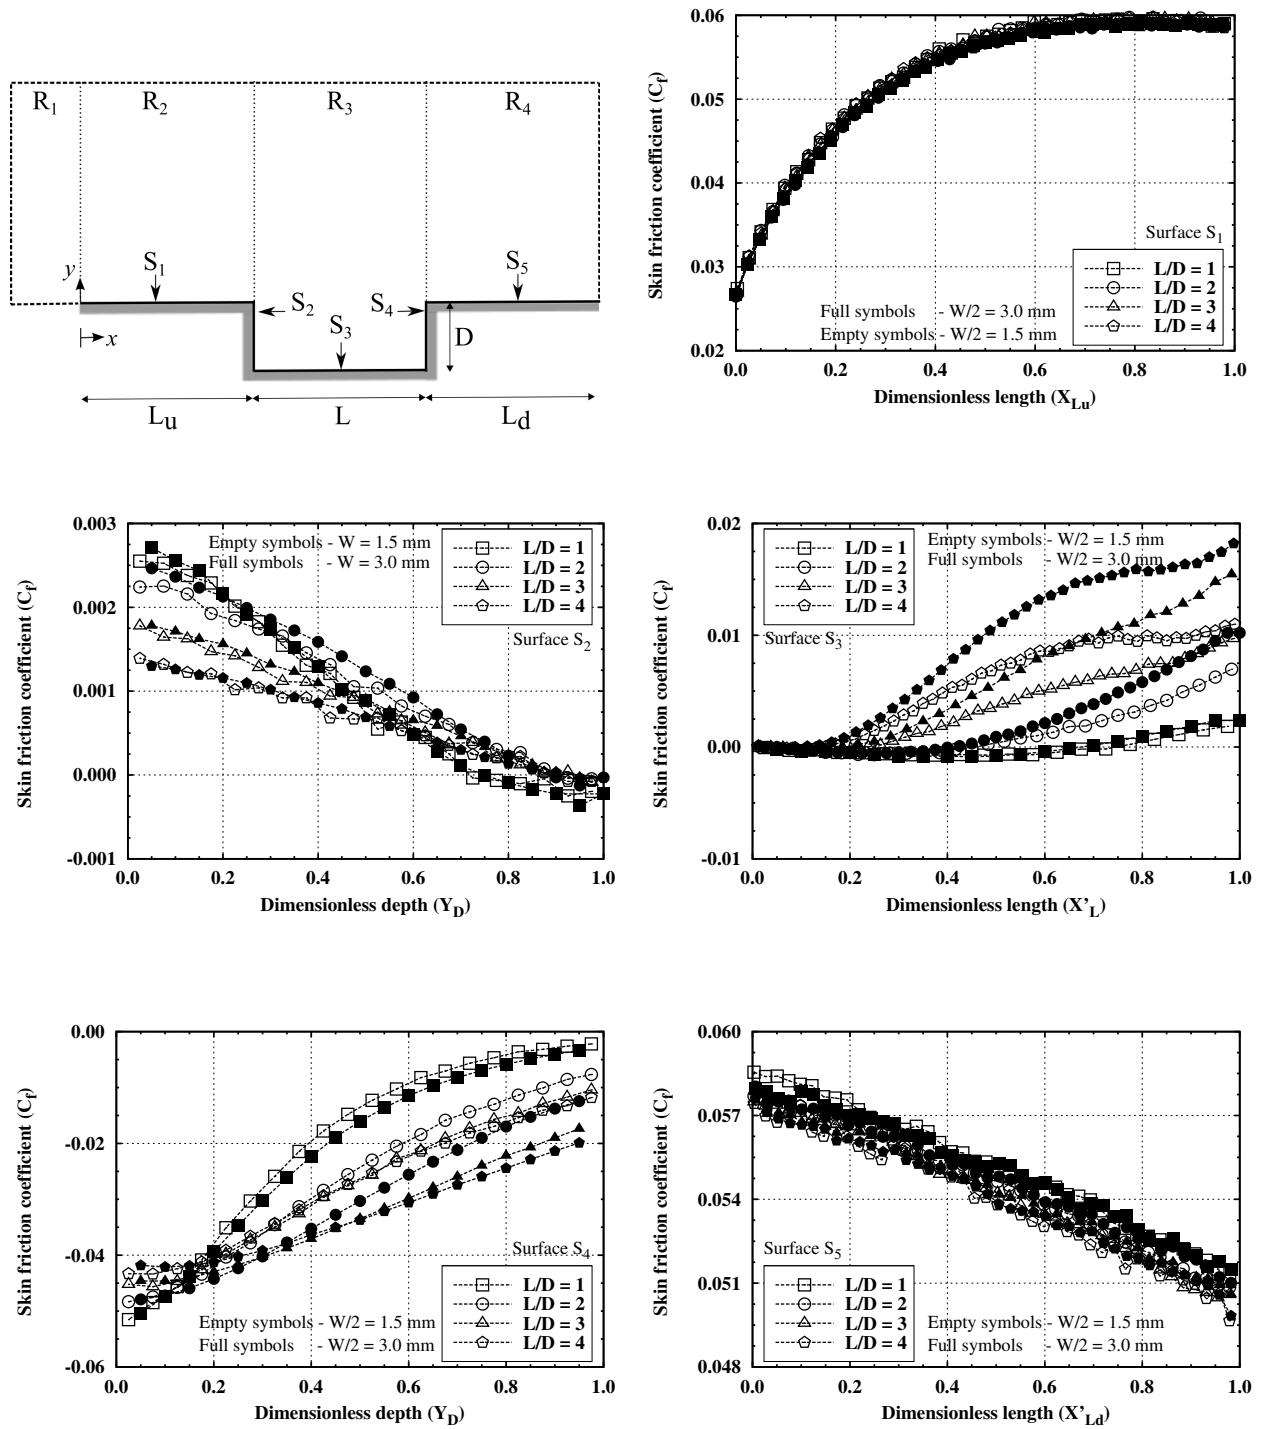 R1 R2 R3 R4
y S1 S5
S2 S4
S3
x D
Lu L Ld
Skin friction coefficient (Cf)
0.06
0.05
0.04
0.03
0.02
Surface S1
L/D = 1
L/D = 2
L/D = 3
L/D = 4
Full symbols - W/2 = 3.0 mm
Empty symbols - W/2 = 1.5 mm
0.0 0.2 0.4 0.6 0.8 1.0
Dimensionless length (XLu)
Skin friction coefficient (Cf)
0.003
0.002
0.001
0.000
-0.001
Empty symbols - W = 1.5 mm
Full symbols - W = 3.0 mm
L/D = 1
L/D = 2
L/D = 3
L/D = 4
Surface S2
0.0 0.2 0.4 0.6 0.8 1.0
Dimensionless depth (YD)
Skin friction coefficient (Cf)
0.02
0.01
0.00
-0.01
L/D = 1
L/D = 2
L/D = 3
L/D = 4
Empty symbols - W/2 = 1.5 mm
Full symbols - W/2 = 3.0 mm
Surface S3
0.0 0.2 0.4 0.6 0.8 1.0
Dimensionless length (X’L)
Skin friction coefficient (Cf)
0.00
-0.02
-0.04
-0.06
Surface S4
L/D = 1
L/D = 2
L/D = 3
L/D = 4
Empty symbols - W/2 = 1.5 mm
Full symbols - W/2 = 3.0 mm
0.0 0.2 0.4 0.6 0.8 1.0
Dimensionless depth (YD)
Skin friction coefficient (Cf)
0.060
0.057
0.054
0.051
0.048
Surface S5
L/D = 1
L/D = 2
L/D = 3
L/D = 4
Empty symbols - W/2 = 1.5 mm
Full symbols - W/2 = 3.0 mm
0.0 0.2 0.4 0.6 0.8 1.0
Dimensionless length (X’Ld)